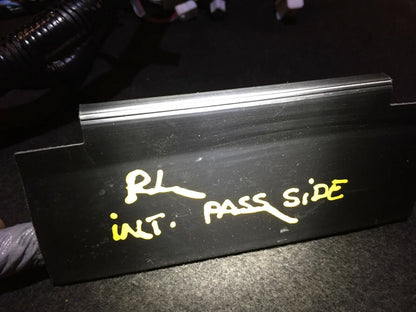 RL
INT. PASS SIDE